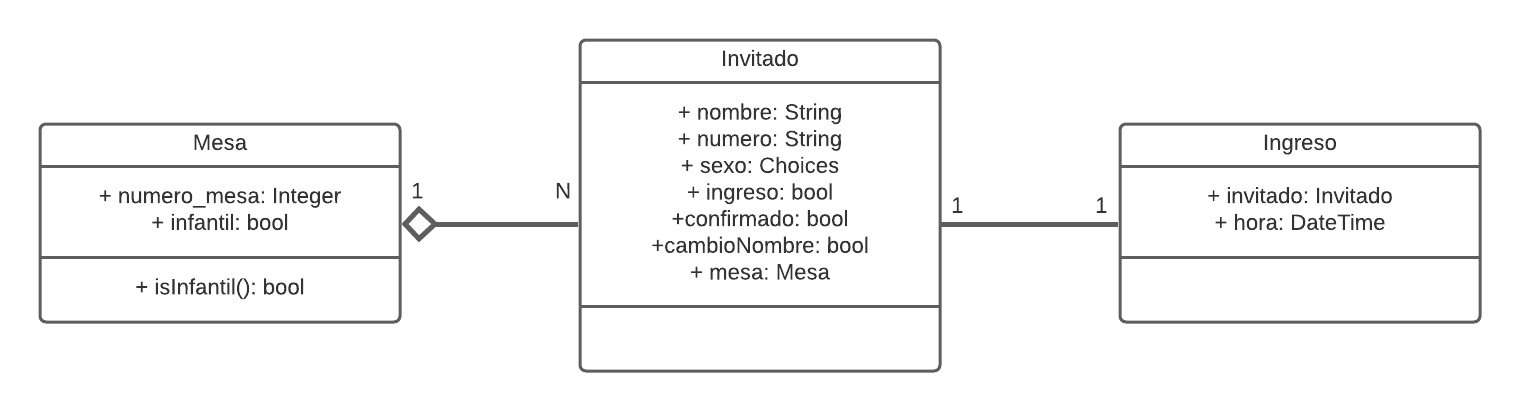 Mesa
+ numero_mesa: Integer
+ infantil: bool
+ isInfantil(): bool
1
N
Invitado
+ nombre: String
+ numero: String
+ sexo: Choices
+ ingreso: bool
+confirmado: bool
+cambioNombre: bool
+ mesa: Mesa
1
1
Ingreso
+ invitado: Invitado
+ hora: DateTime